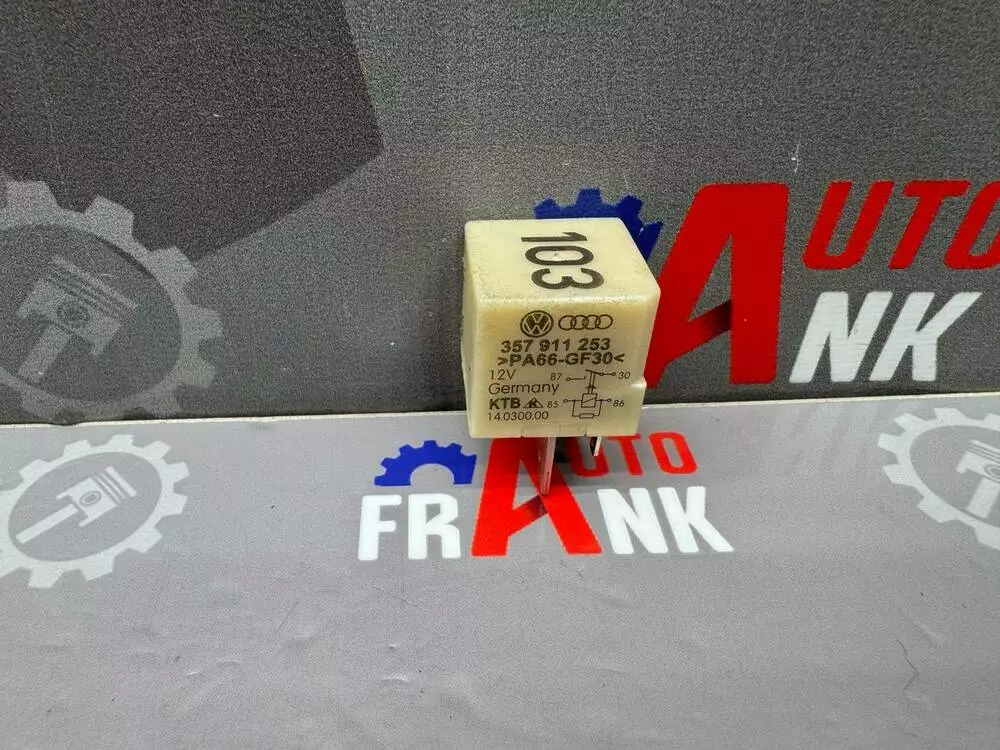 103
357 911 253
>PA66-GF30<
12V
87
30
Germany
KTB
85
86
14.0300.00
AUTO
ANK
AUTO
FRANK